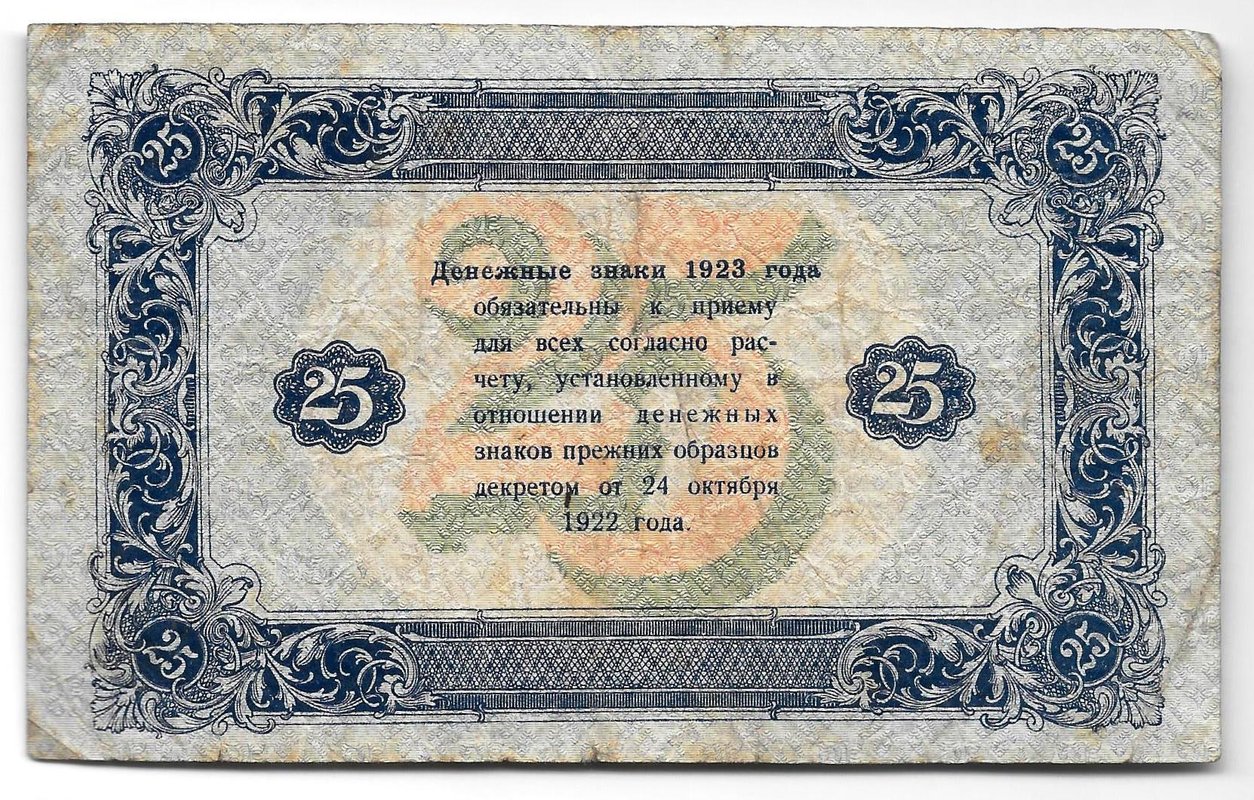 25 25
25
Денежные знаки 1923 года
обязательны к приему
для всех согласно рас-
чету, установленному в
отношении денежных
знаков прежних образцов
декретом от 24 октября
1922 года.
25 25
25 25